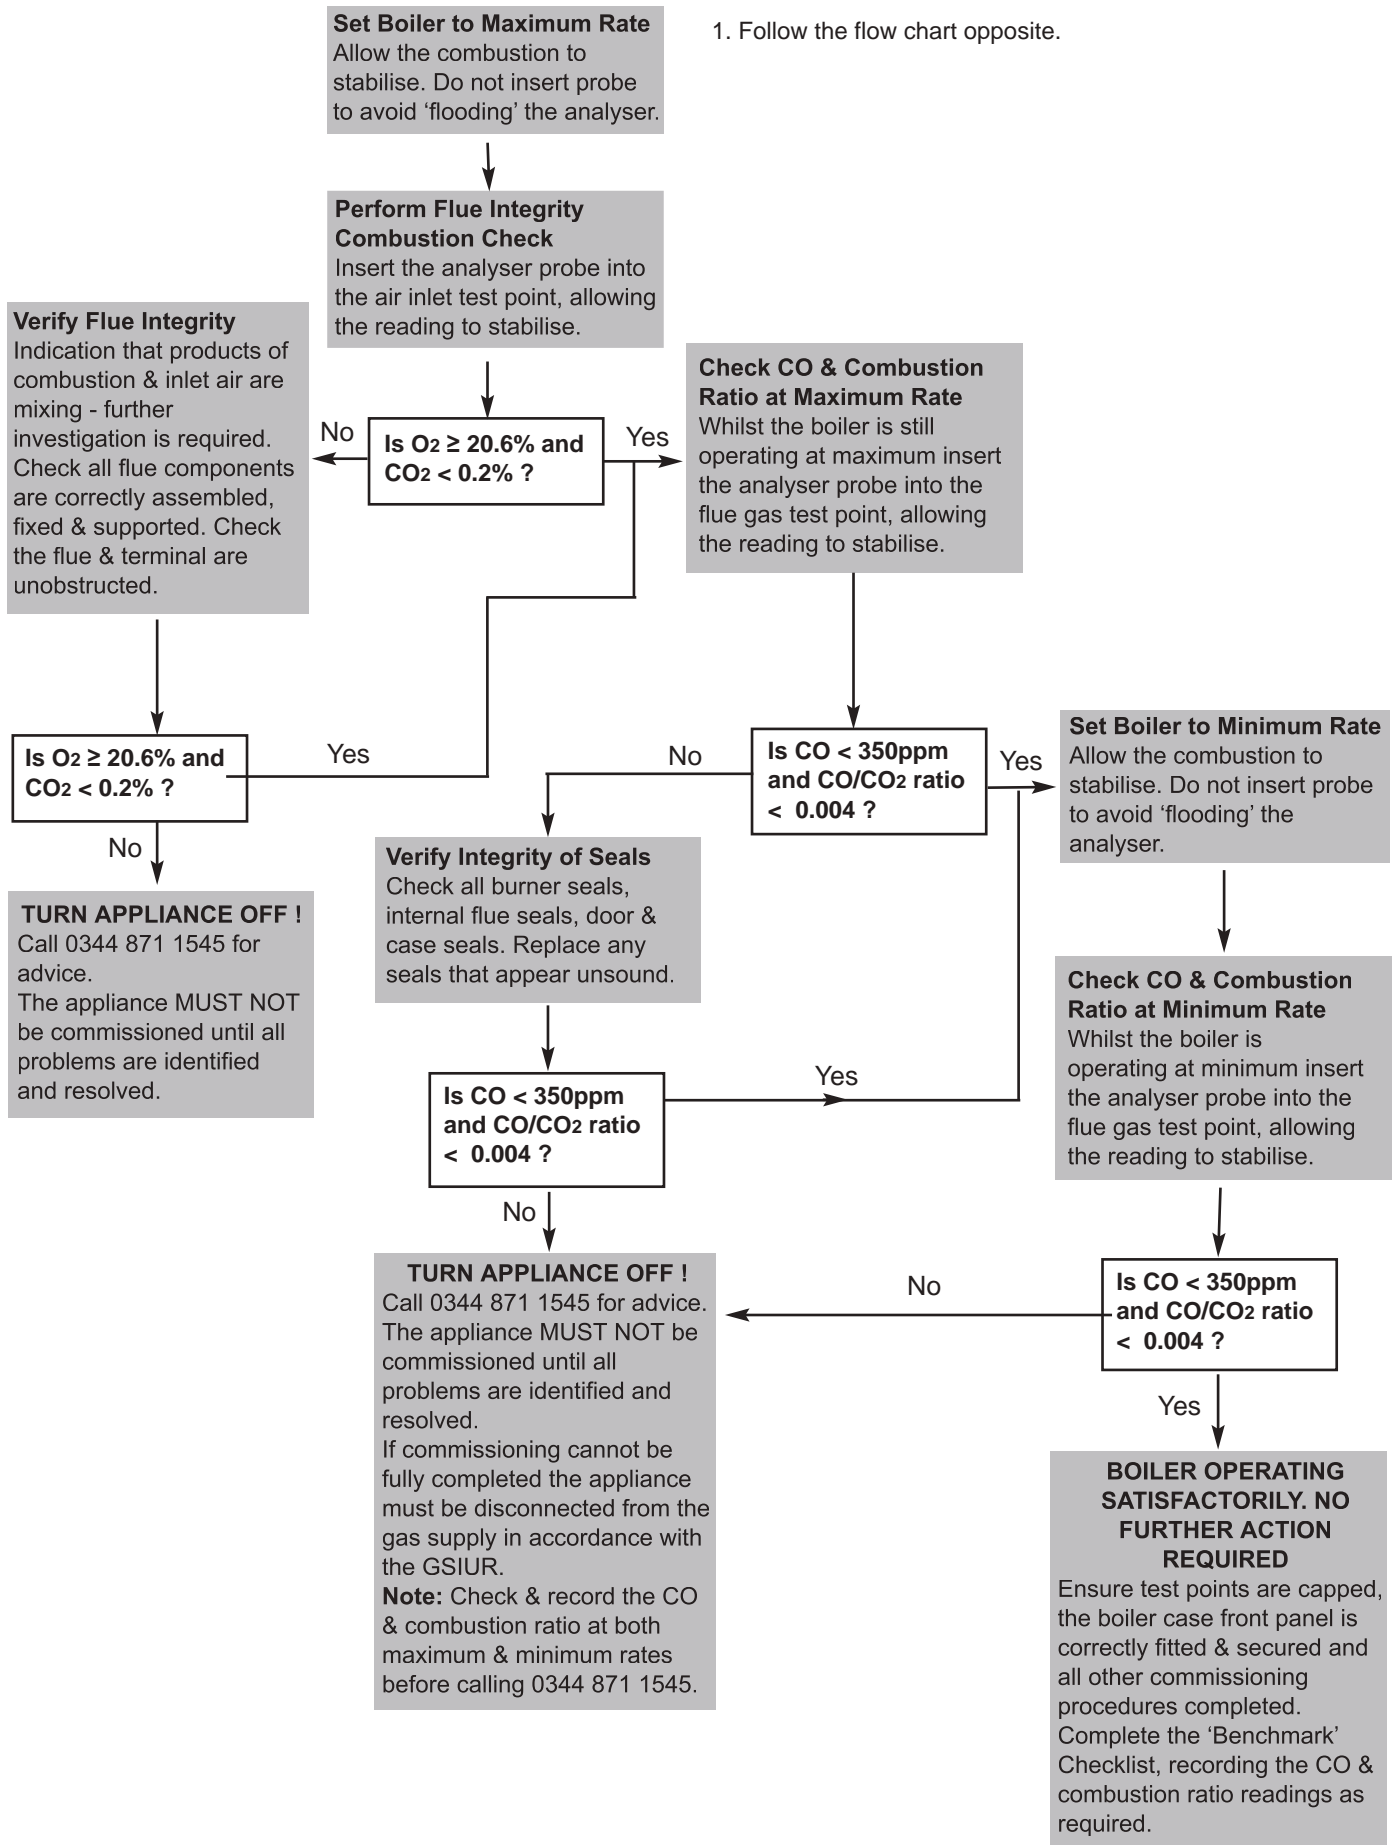 Set Boiler to Maximum Rate
Allow the combustion to
stabilise. Do not insert probe
to avoid ‘flooding’ the analyser.
1. Follow the flow chart opposite.
Perform Flue Integrity
Combustion Check
Insert the analyser probe into
the air inlet test point, allowing
the reading to stabilise.
Verify Flue Integrity
Indication that products of
combustion & inlet air are
mixing - further
investigation is required.
Check all flue components
are correctly assembled,
fixed & supported. Check
the flue & terminal are
unobstructed.
No
Is O2 ≥ 20.6% and
CO2 < 0.2% ?
Yes
Check CO & Combustion
Ratio at Maximum Rate
Whilst the boiler is still
operating at maximum insert
the analyser probe into the
flue gas test point, allowing
the reading to stabilise.
Is O2 ≥ 20.6% and
CO2 < 0.2% ?
Yes
No
TURN APPLIANCE OFF !
Call 0344 871 1545 for
advice.
The appliance MUST NOT
be commissioned until all
problems are identified
and resolved.
No
Is CO < 350ppm
and CO/CO2 ratio
< 0.004 ?
Yes
Set Boiler to Minimum Rate
Allow the combustion to
stabilise. Do not insert probe
to avoid ‘flooding’ the
analyser.
Verify Integrity of Seals
Check all burner seals,
internal flue seals, door &
case seals. Replace any
seals that appear unsound.
Check CO & Combustion
Ratio at Minimum Rate
Whilst the boiler is
operating at minimum insert
the analyser probe into the
flue gas test point, allowing
the reading to stabilise.
Is CO < 350ppm
and CO/CO2 ratio
< 0.004 ?
Yes
No
TURN APPLIANCE OFF !
Call 0344 871 1545 for advice.
The appliance MUST NOT be
commissioned until all
problems are identified and
resolved.
If commissioning cannot be
fully completed the appliance
must be disconnected from the
gas supply in accordance with
the GSIUR.
Note: Check & record the CO
& combustion ratio at both
maximum & minimum rates
before calling 0344 871 1545.
No
Is CO < 350ppm
and CO/CO2 ratio
< 0.004 ?
Yes
BOILER OPERATING
SATISFACTORILY. NO
FURTHER ACTION
REQUIRED
Ensure test points are capped,
the boiler case front panel is
correctly fitted & secured and
all other commissioning
procedures completed.
Complete the ‘Benchmark’
Checklist, recording the CO &
combustion ratio readings as
required.